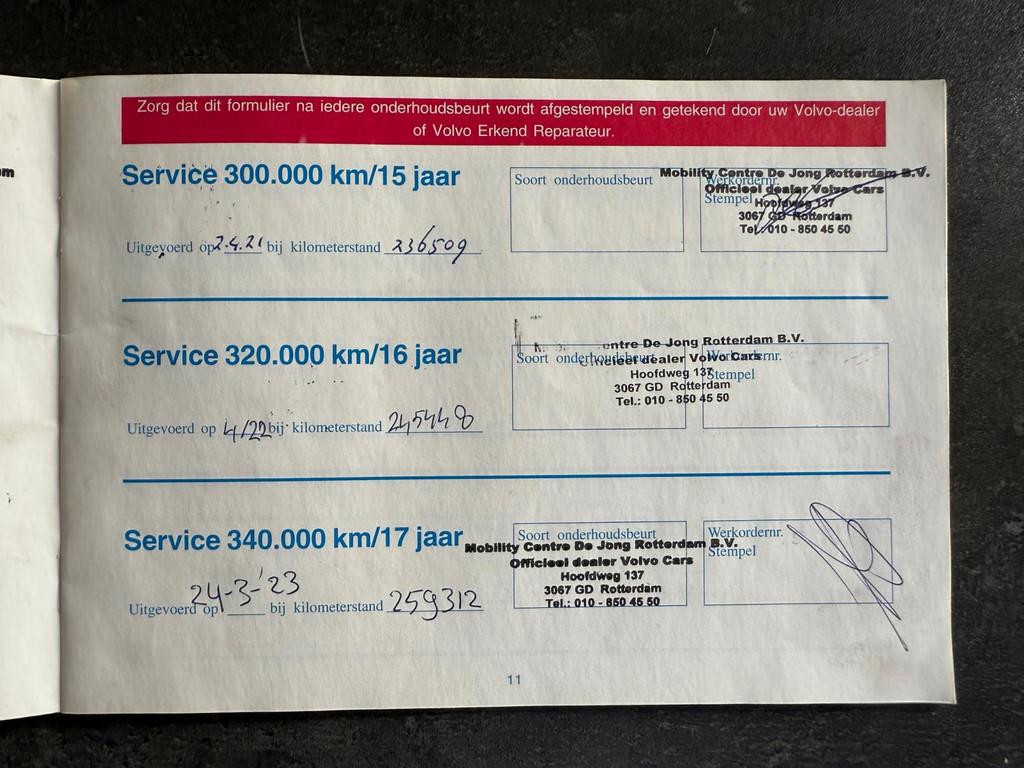 m
Zorg dat dit formulier na iedere onderhoudsbeurt wordt afgestempeld en getekend door uw Volvo-dealer
of Volvo Erkend Reparateur.
Service 300.000 km/15 jaar
Soort onderhoudsbeurt
Werkordernr.
Stempel
Mobility Centre De Jong Rotterdam B.V.
Officieel dealer Volvo Cars
Hoofdweg 137
3067 GD Rotterdam
Tel. 010 - 850 45 50
Uitgevoerd op 2.4.21 bij kilometerstand 236509
Service 320.000 km/16 jaar
Soort onderhoudsbeurt
Werkordernr.
Stempel
entre De Jong Rotterdam B.V.
dealer Volvo Cars
Hoofdweg 137
3067 GD Rotterdam
Tel.: 010 - 850 45 50
Uitgevoerd op 4/22 bij kilometerstand 245448
Service 340.000 km/17 jaar
Soort onderhoudsbeurt
Werkordernr.
Stempel
Mobility Centre De Jong Rotterdam B.V.
Officieel dealer Volvo Cars
Hoofdweg 137
3067 GD Rotterdam
Tel.: 010 - 850 45 50
Uitgevoerd op 24-3-'23 bij kilometerstand 259312
11